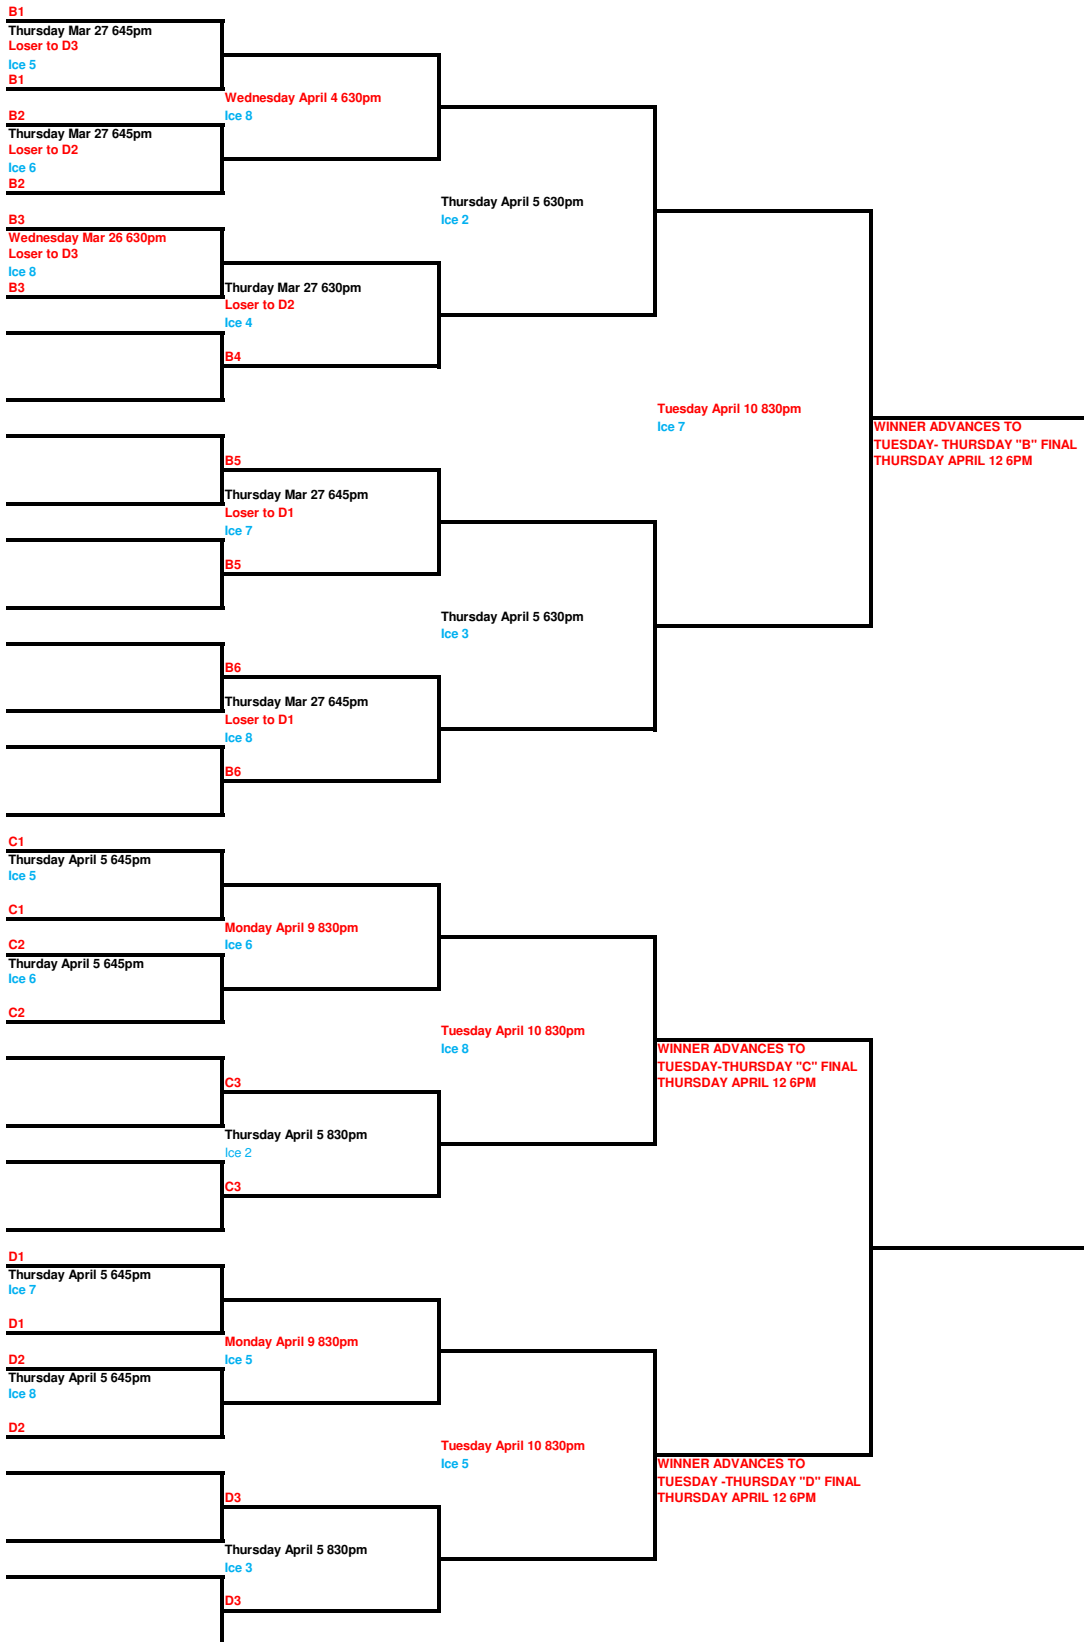 B1
Thursday Mar 27 645pm
Loser to D3
Ice 5
B1
Wednesday April 4 630pm
Ice 8
B2
Thursday Mar 27 645pm
Loser to D2
Ice 6
B2
Thursday April 5 630pm
Ice 2
B3
Wednesday Mar 26 630pm
Loser to D3
Ice 8
B3
Thurday Mar 27 630pm
Loser to D2
Ice 4
B4
Tuesday April 10 830pm
Ice 7
WINNER ADVANCES TO
TUESDAY- THURSDAY "B" FINAL
THURSDAY APRIL 12 6PM
B5
Thursday Mar 27 645pm
Loser to D1
Ice 7
B5
Thursday April 5 630pm
Ice 3
B6
Thursday Mar 27 645pm
Loser to D1
Ice 8
B6
C1
Thursday April 5 645pm
Ice 5
C1
Monday April 9 830pm
Ice 6
C2
Thurday April 5 645pm
Ice 6
C2
Tuesday April 10 830pm
Ice 8
WINNER ADVANCES TO
TUESDAY-THURSDAY "C" FINAL
THURSDAY APRIL 12 6PM
C3
Thursday April 5 830pm
Ice 2
C3
D1
Thursday April 5 645pm
Ice 7
D1
Monday April 9 830pm
Ice 5
D2
Thursday April 5 645pm
Ice 8
D2
Tuesday April 10 830pm
Ice 5
WINNER ADVANCES TO
TUESDAY -THURSDAY "D" FINAL
THURSDAY APRIL 12 6PM
D3
Thursday April 5 830pm
Ice 3
D3